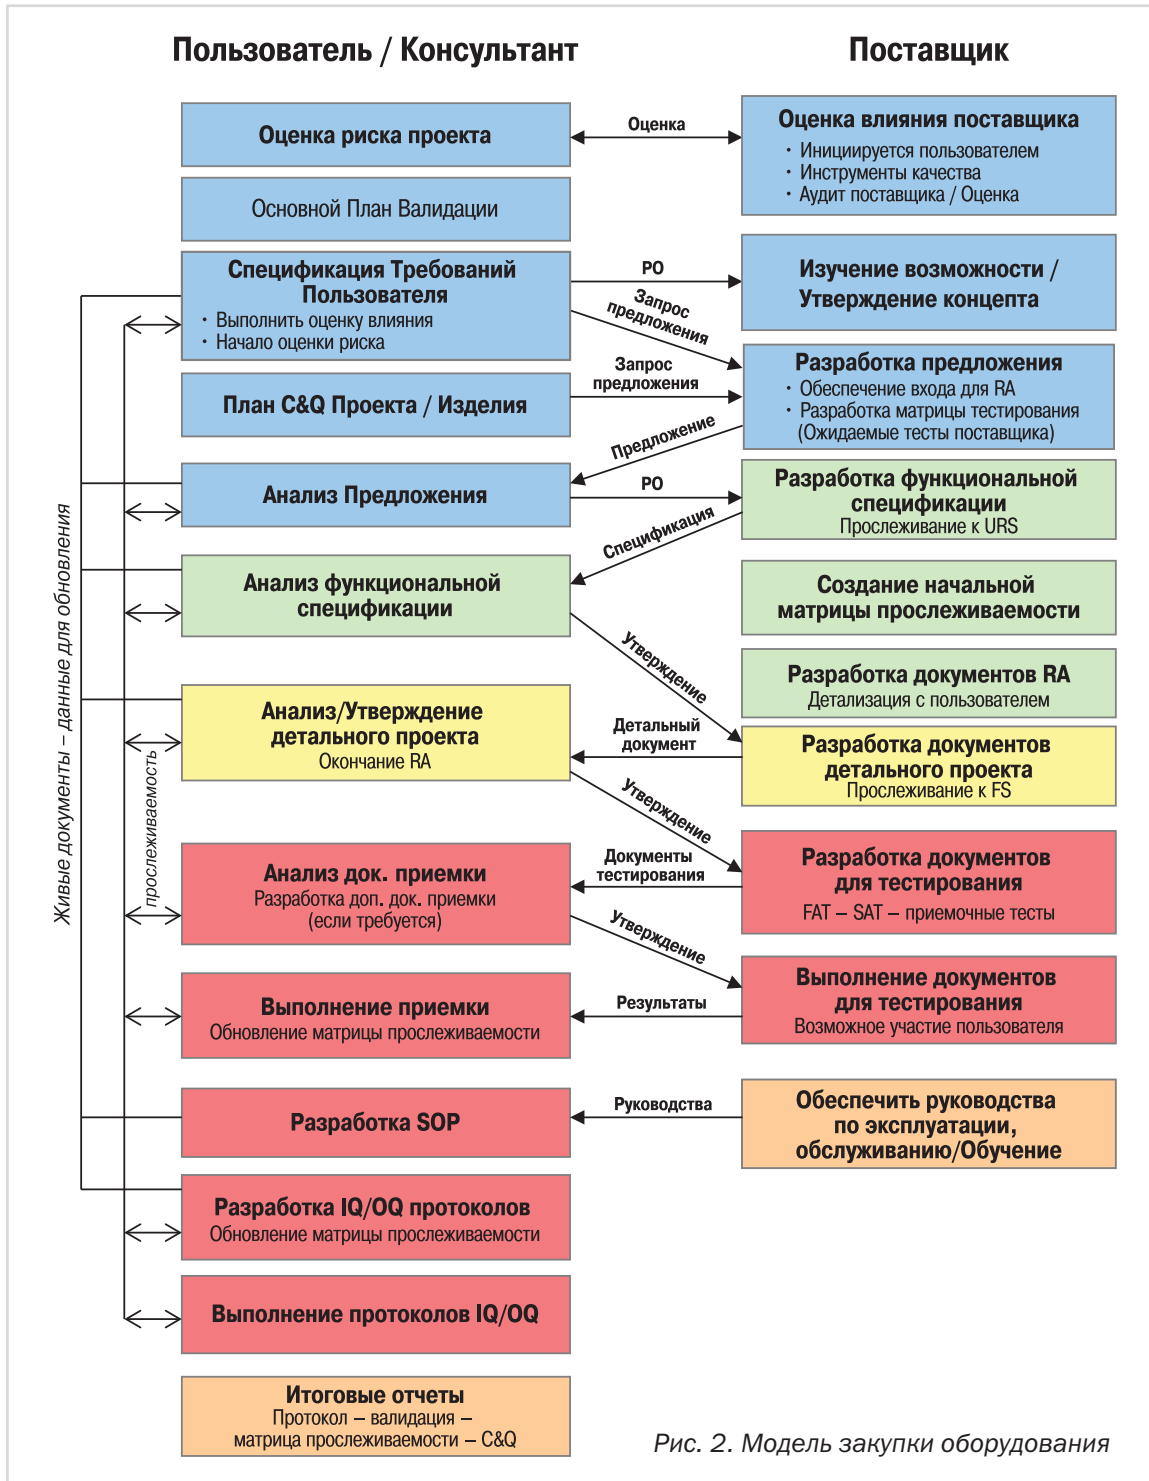 Пользователь / Консультант
Поставщик
Оценка риска проекта
Оценка
Оценка влияния поставщика
· Инициируется пользователем
· Инструменты качества
· Аудит поставщика / Оценка
Основной План Валидации
Спецификация Требований
Пользователя
· Выполнить оценку влияния
· Начало оценки риска
PO
Изучение возможности /
Утверждение концепта
Запрос
предложения
План C&Q Проекта / Изделия
Запрос
предложения
Разработка предложения
· Обеспечение входа для RA
· Разработка матрицы тестирования
(Ожидаемые тесты поставщика)
Предложение
Анализ Предложения
PO
Разработка функциональной
спецификации
Прослеживание к URS
Спецификация
Анализ функциональной
спецификации
Создание начальной
матрицы прослеживаемости
Утверждение
Разработка документов RA
Детализация с пользователем
Анализ/Утверждение
детального проекта
Окончание RA
Детальный
документ
Разработка документов
детального проекта
Прослеживание к FS
Утверждение
Анализ док. приемки
Разработка доп. док. приемки
(если требуется)
Документы
тестирования
Разработка документов
для тестирования
FAT – SAT – приемочные тесты
Утверждение
Выполнение приемки
Обновление матрицы прослеживаемости
Результаты
Выполнение документов
для тестирования
Возможное участие пользователя
Разработка SOP
Руководства
Обеспечить руководства
по эксплуатации,
обслуживанию/Обучение
Разработка IQ/OQ протоколов
Обновление матрицы прослеживаемости
Выполнение протоколов IQ/OQ
Итоговые отчеты
Протокол – валидация –
матрица прослеживаемости – C&Q
Живые документы – данные для обновления
прослеживаемость
Рис. 2. Модель закупки оборудования